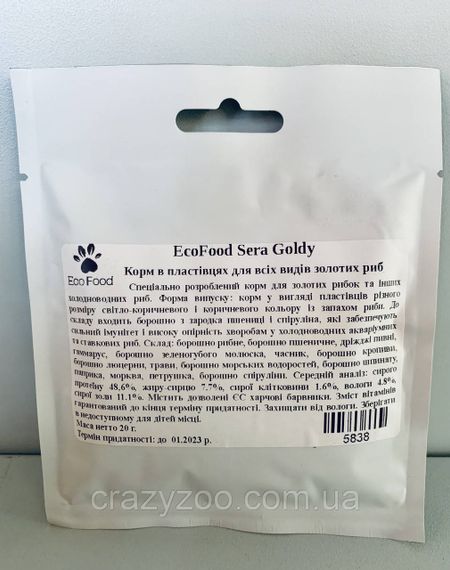 EcoFood Sera Goldy
Eco Food
Корм в пластівцях для всіх видів золотих риб
Спеціально розроблений корм для золотих рибок та інших
холодноводних риб. Форма випуску: корм у вигляді пластівців різного
розміру світло-коричневого і коричневого кольору із запахом риби. До
складу входить борошно з зародка пшениці і спіруліна, які забезпечують
сильний імунітет і високу опірність хворобам у холодноводних акваріумних
та ставкових риб. Склад: борошно рибне, борошно пшеничне, дріжджі пивні,
гаммарус, борошно зеленогубого молюска, часник, борошно кропиви,
борошно люцерни, трави, борошно морських водоростей, борошно шпинату,
паприка, морква, петрушка, борошно спіруліни. Середній аналіз: сирого
протеїну 48,6%, жиру-сирцю 7.7%, сирої клітковини 1.6%, вологи 4.8%,
сирої золи 11.1%. Містить дозволені ЄС харчові барвники. Зміст вітамінів
гарантований до кінця терміну придатності. Захищати від вологи. Зберігати
в недоступному для дітей місці.
Маса нетто 20 г.
Термін придатності: до 01.2023 р.
5838
crazyzoo.com.ua